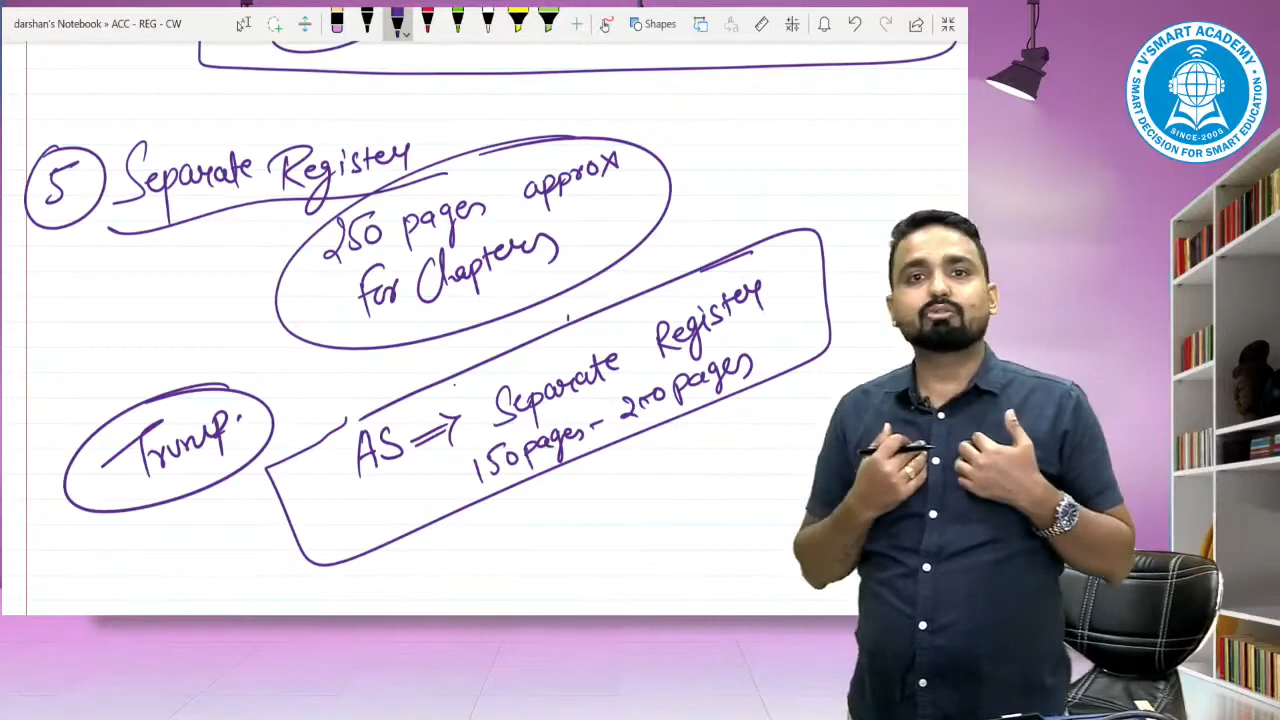 darshan's Notebook » ACC - REG - CW
Shapes
V'SMART ACADEMY
SMART DECISION FOR SMART EDUCATION
SINCE-2005
5 Separate Register
250 pages approx
for Chapters
AS ⇒ Separate Register
150 pages - 200 pages